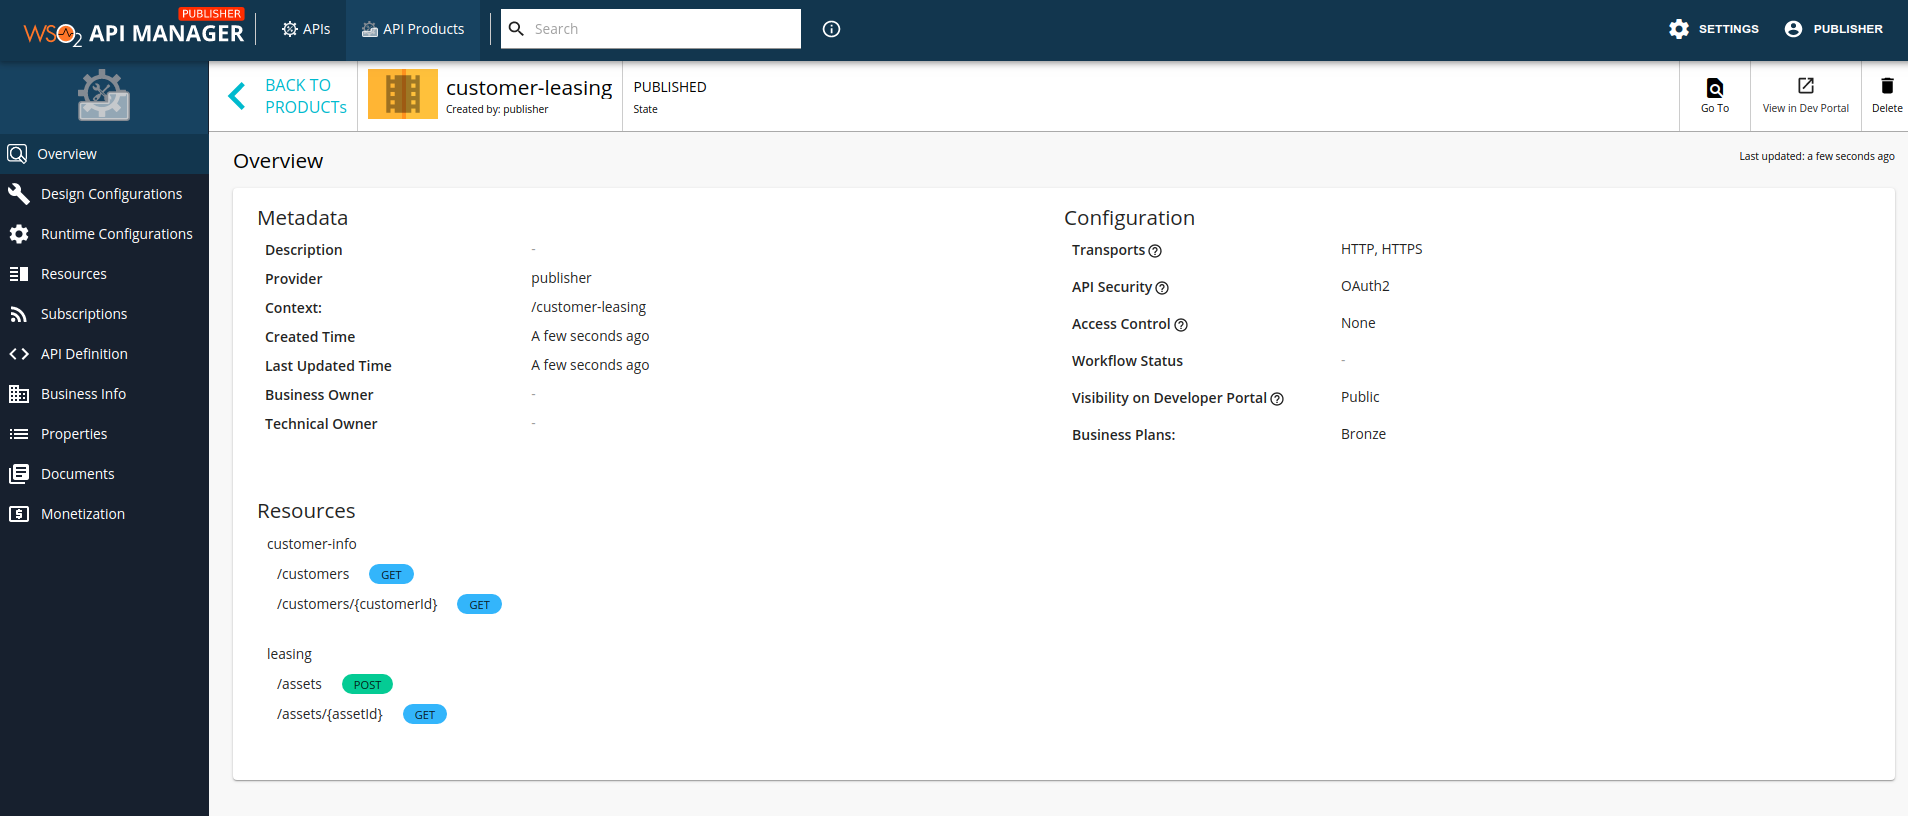 PUBLISHER
WSO2 API MANAGER
APIs
API Products
Search
SETTINGS
PUBLISHER
BACK TO
PRODUCTs
customer-leasing
Created by: publisher
PUBLISHED
State
Go To
View in Dev Portal
Delete
Overview
Design Configurations
Runtime Configurations
Resources
Subscriptions
API Definition
Business Info
Properties
Documents
Monetization
Overview
Last updated: a few seconds ago
Metadata
Description -
Provider publisher
Context: /customer-leasing
Created Time A few seconds ago
Last Updated Time A few seconds ago
Business Owner -
Technical Owner -
Configuration
Transports HTTP, HTTPS
API Security OAuth2
Access Control None
Workflow Status -
Visibility on Developer Portal Public
Business Plans: Bronze
Resources
customer-info
/customers GET
/customers/{customerId} GET
leasing
/assets POST
/assets/{assetId} GET